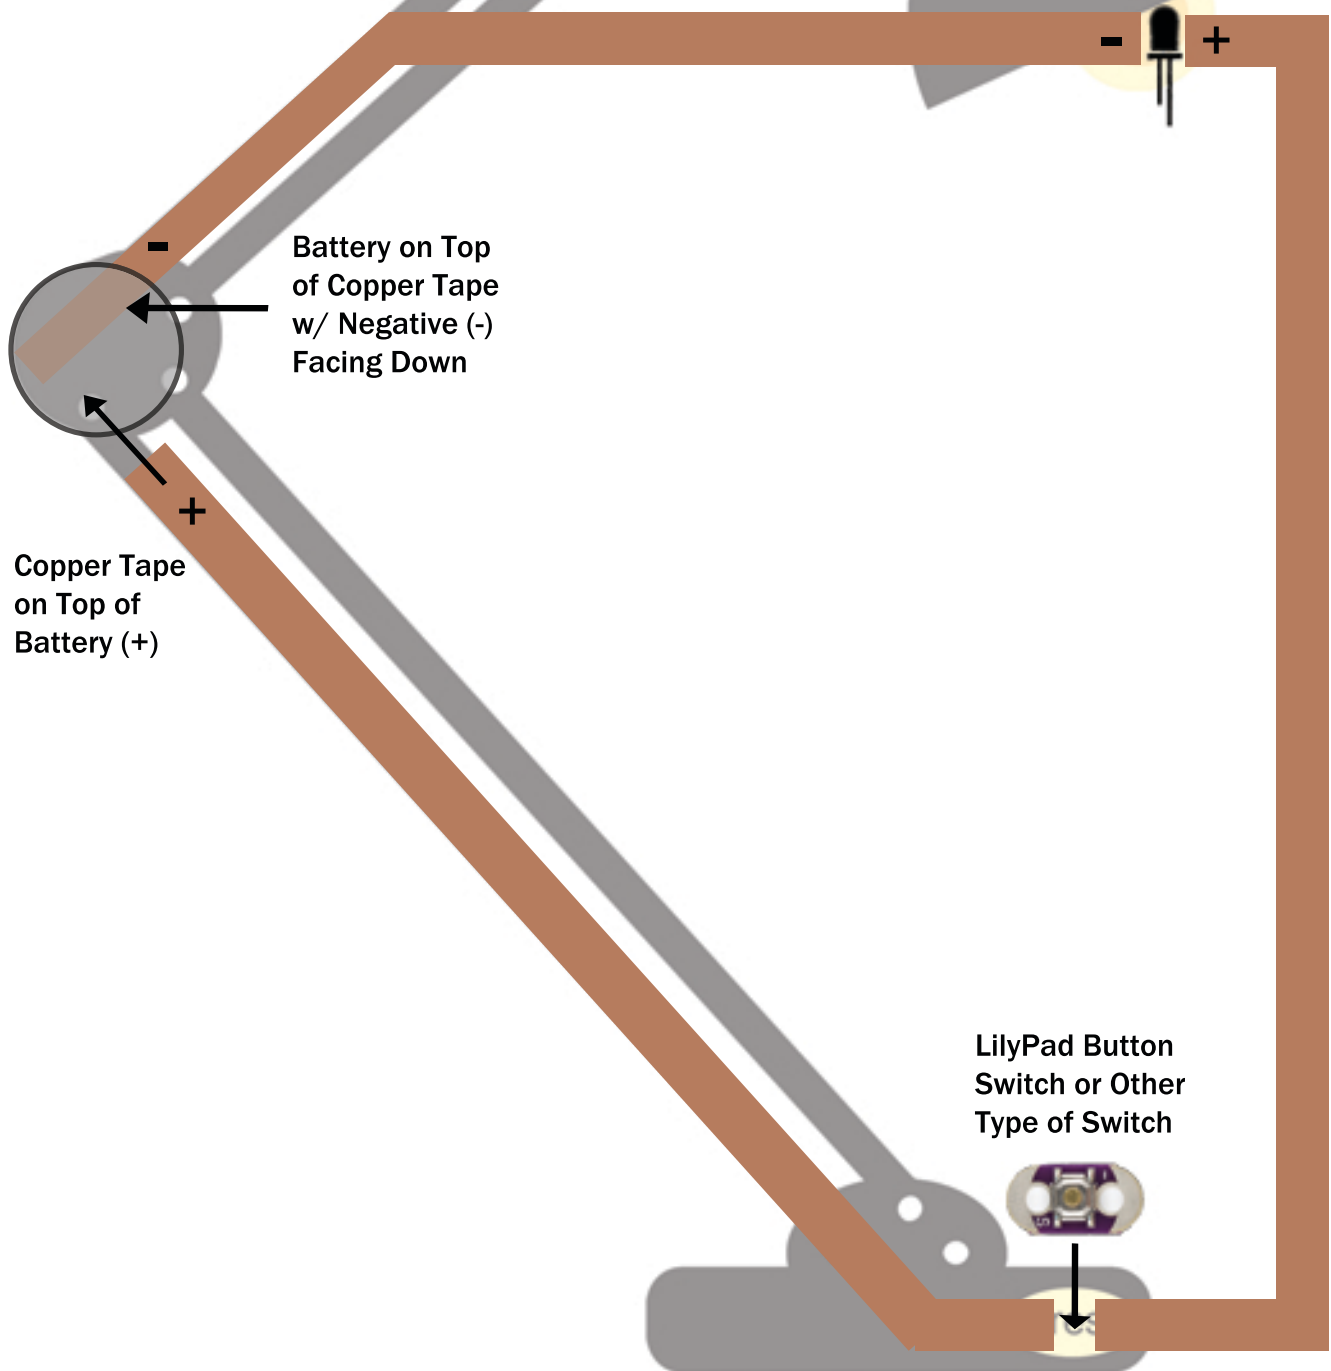 - +
-
Battery on Top
of Copper Tape
w/ Negative (-)
Facing Down
+
Copper Tape
on Top of
Battery (+)
LilyPad Button
Switch or Other
Type of Switch